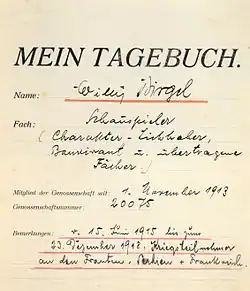 MEIN TAGEBUCH.
Name: Willy Birgel
Fach: Schauspieler
(Charakter-Liebhaber,
Bonvivant u. übertragene
Fächer)
Mitglied der Genossenschaft seit: 1. November 1913
Genossenschaftsnummer: 20075
Bemerkungen: v. 15. Juni 1915 bis zum
23. Dezember 1918, Kriegsteilnehmer
an den Fronten, Serbien + Frankreich